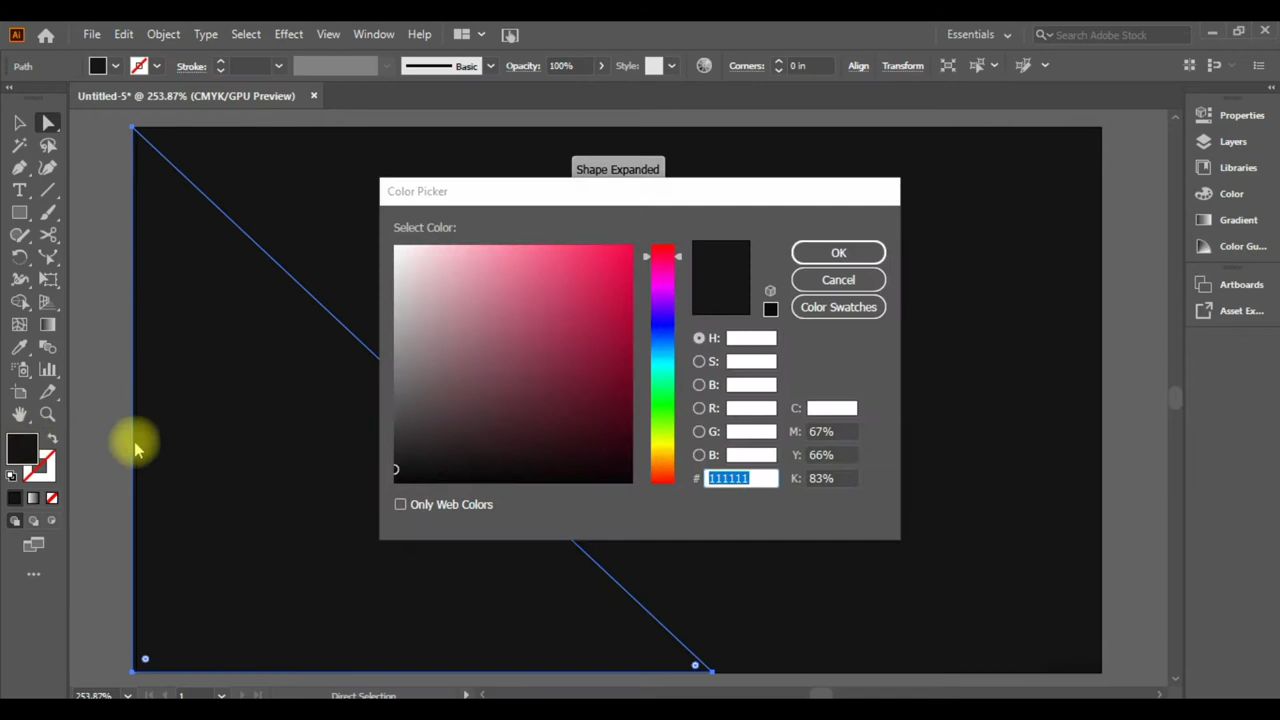 Ai File Edit Object Type Select Effect View Window Help Essentials Search Adobe Stock
Path Stroke: Basic Opacity: 100% Style: Corners: 0 in Align Transform
Untitled-5* @ 253.87% (CMYK/GPU Preview)
Properties
Layers
Libraries
Color
Gradient
Color Gu...
Artboards
Asset Ex...
Shape Expanded
Color Picker
Select Color:
OK
Cancel
Color Swatches
H:
S:
B:
R: C:
G: M: 67%
B: Y: 66%
# 111111 K: 83%
Only Web Colors
253.87% 1 Direct Selection